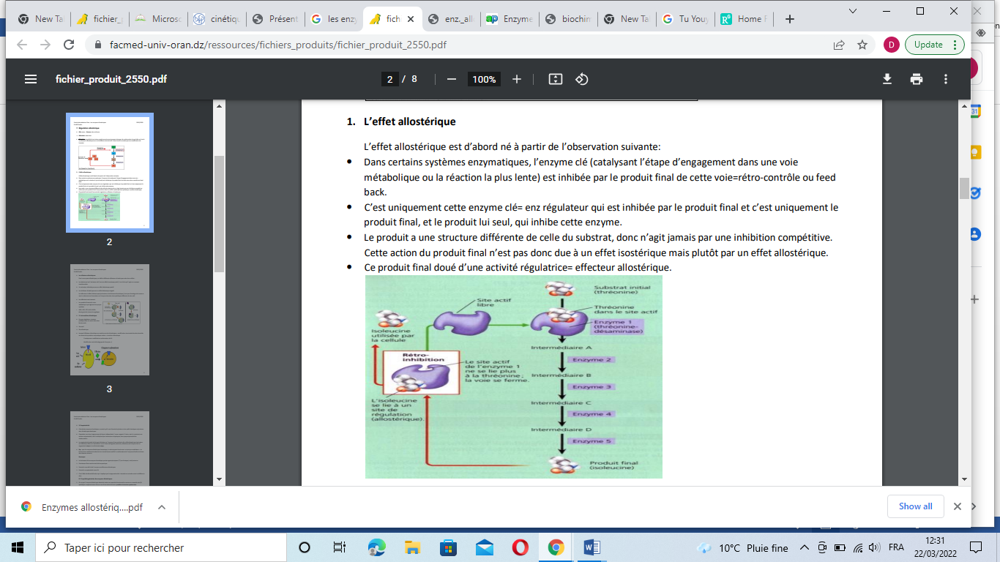 New Ta
fichier_
Microso
cinétiqu
Présent
les enzy
fich
enz._all
Enzyme
biochim
New Ta
Tu Youy
Home F
facmed-univ-oran.dz/ressources/fichiers_produits/fichier_produit_2550.pdf
D
Update
fichier_produit_2550.pdf
2 / 8
100%
1. L’effet allostérique
L’effet allostérique est d’abord né à partir de l’observation suivante:
• Dans certains systèmes enzymatiques, l’enzyme clé (catalysant l’étape d’engagement dans une voie
métabolique ou la réaction la plus lente) est inhibée par le produit final de cette voie=rétro-contrôle ou feed
back.
• C’est uniquement cette enzyme clé= enz régulateur qui est inhibée par le produit final et c’est uniquement le
produit final, et le produit lui seul, qui inhibe cette enzyme.
• Le produit a une structure différente de celle du substrat, donc n’agit jamais par une inhibition compétitive.
Cette action du produit final n’est pas donc due à un effet isostérique mais plutôt par un effet allostérique.
• Ce produit final doué d’une activité régulatrice= effecteur allostérique.
Substrat initial
(thréonine)
Site actif
libre
Thréonine
dans le site actif
Enzyme 1
(thréonine-
désaminase)
Isoleucine
utilisée par
la cellule
Intermédiaire A
Rétro-
inhibition
Enzyme 2
Le site actif
de l’enzyme 1
ne se lie plus
à la thréonine ;
la voie se ferme.
Intermédiaire B
Enzyme 3
L’isoleucine
se lie à un
site de
régulation
(allostérique).
Intermédiaire C
Enzyme 4
Intermédiaire D
Enzyme 5
Produit final
(isoleucine)
2
3
Enzymes allostériq....pdf
Show all
Taper ici pour rechercher
10°C Pluie fine
FRA
12:31
22/03/2022